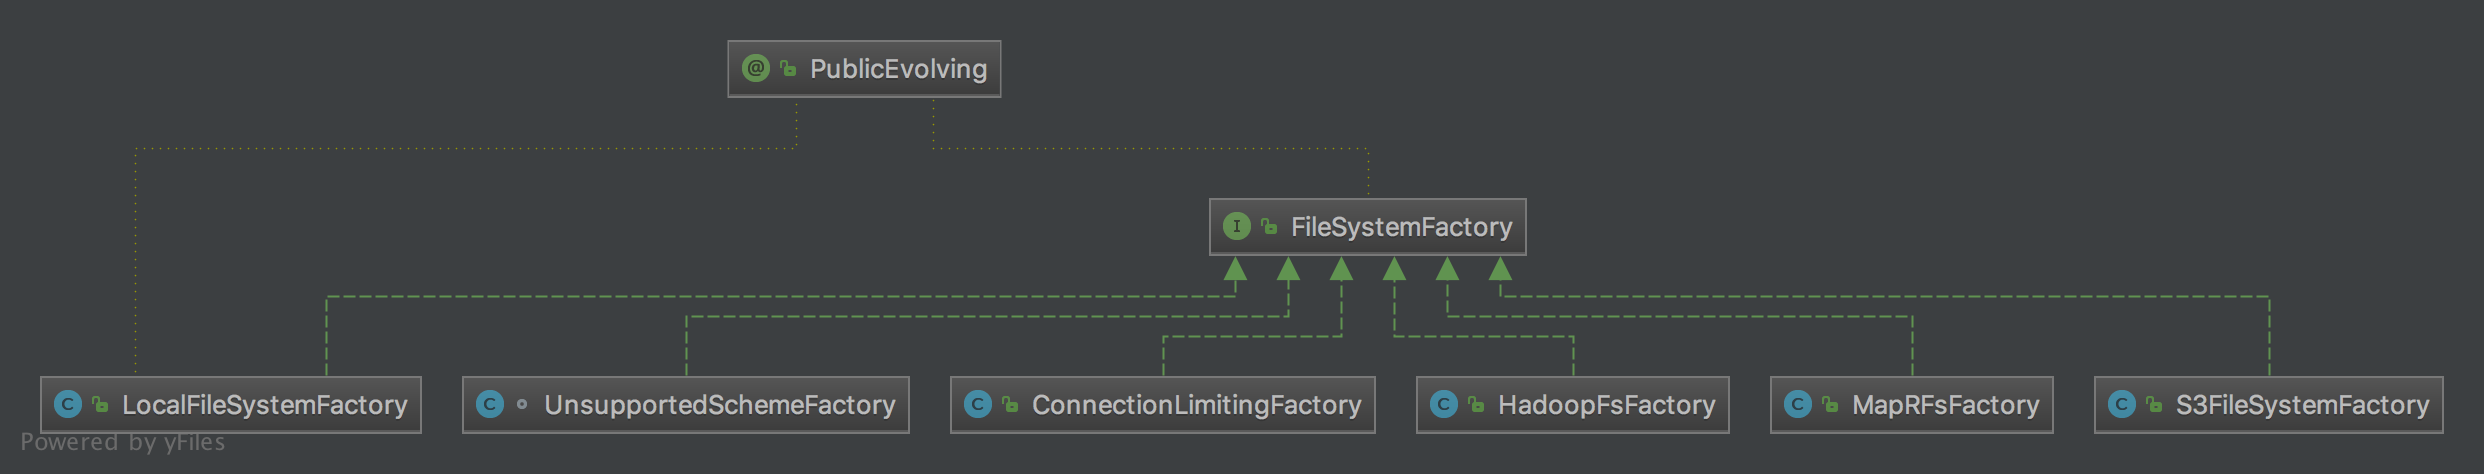 PublicEvolving
FileSystemFactory
LocalFileSystemFactory
UnsupportedSchemeFactory
ConnectionLimitingFactory
HadoopFsFactory
MapRFsFactory
S3FileSystemFactory
Powered by yFiles